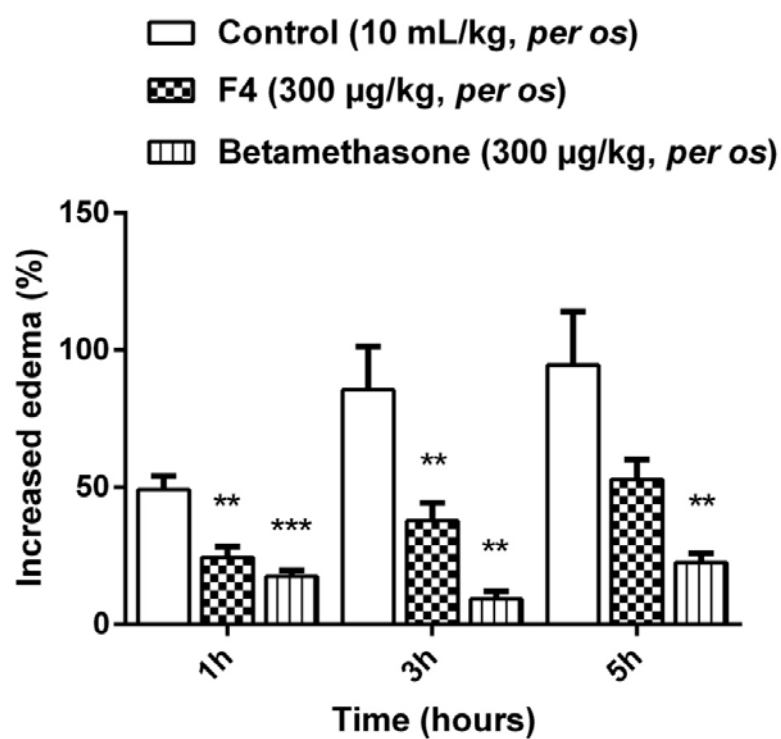 Control (10 mL/kg, per os)
F4 (300 µg/kg, per os)
Betamethasone (300 µg/kg, per os)
150
100
50
0
Increased edema (%)
**
***
**
**
**
1h
3h
5h
Time (hours)